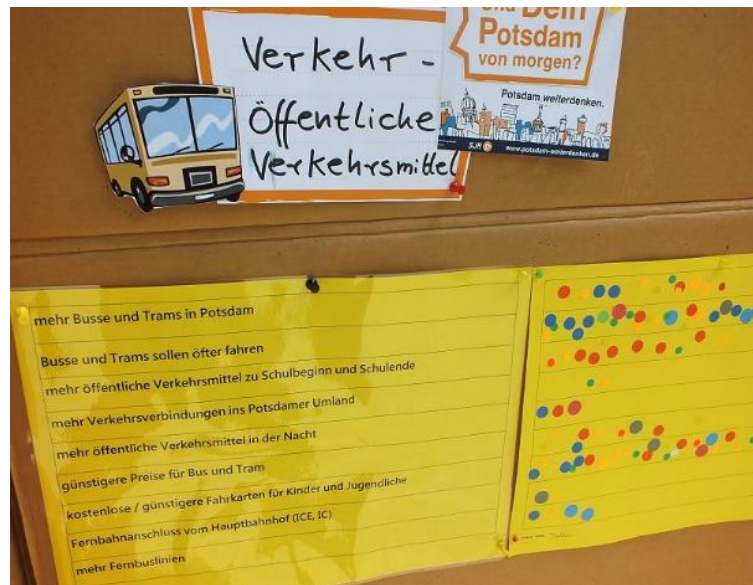 Verkehr -
Öffentliche
Verkehrsmittel
Und Dein
Potsdam
von morgen?
Potsdam weiterdenken.
SJR
www.potsdam-weiterdenken.de
mehr Busse und Trams in Potsdam
Busse und Trams sollen öfter fahren
mehr öffentliche Verkehrsmittel zu Schulbeginn und Schulende
mehr Verkehrsverbindungen ins Potsdamer Umland
mehr öffentliche Verkehrsmittel in der Nacht
günstigere Preise für Bus und Tram
kostenlose / günstigere Fahrkarten für Kinder und Jugendliche
Fernbahnanschluss vom Hauptbahnhof (ICE, IC)
mehr Fernbuslinien